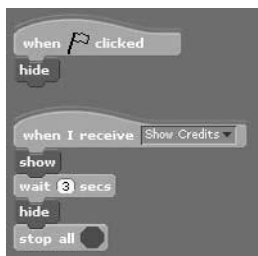 when clicked
hide
when I receive Show Credits
show
wait 3 secs
hide
stop all